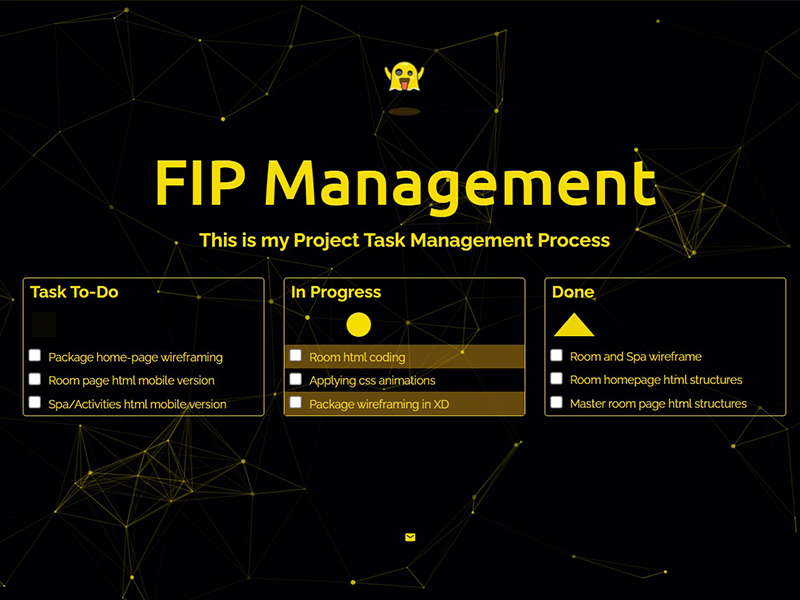 FIP Management
This is my Project Task Management Process
Task To-Do
Package home-page wireframing
Room page html mobile version
Spa/Activities html mobile version
In Progress
Room html coding
Applying css animations
Package wireframing in XD
Done
Room and Spa wireframe
Room homepage html structures
Master room page html structures